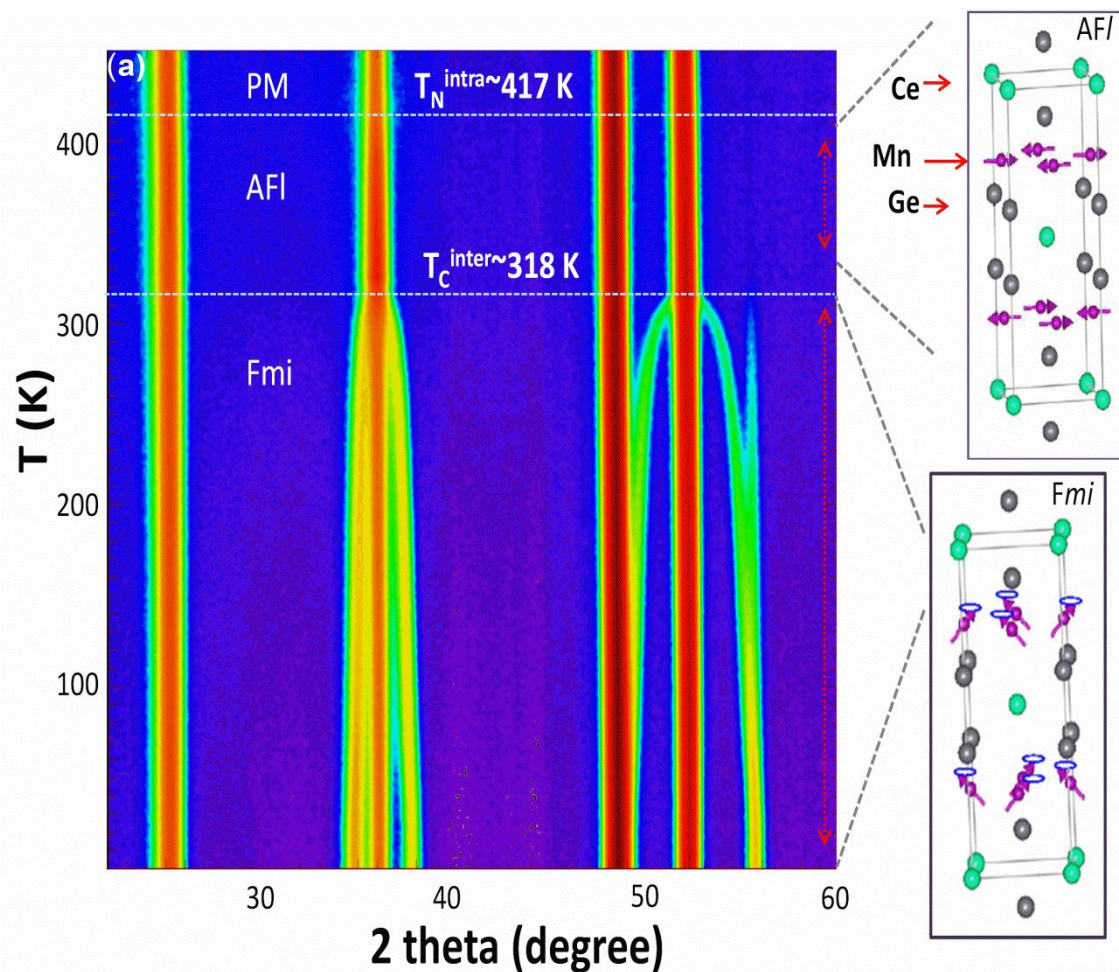 (a)
PM
T_N^intra~417 K
AFl
T_C^inter~318 K
Fmi
400
300
200
100
T (K)
30
40
50
60
2 theta (degree)
AFl
Ce
Mn
Ge
Fmi